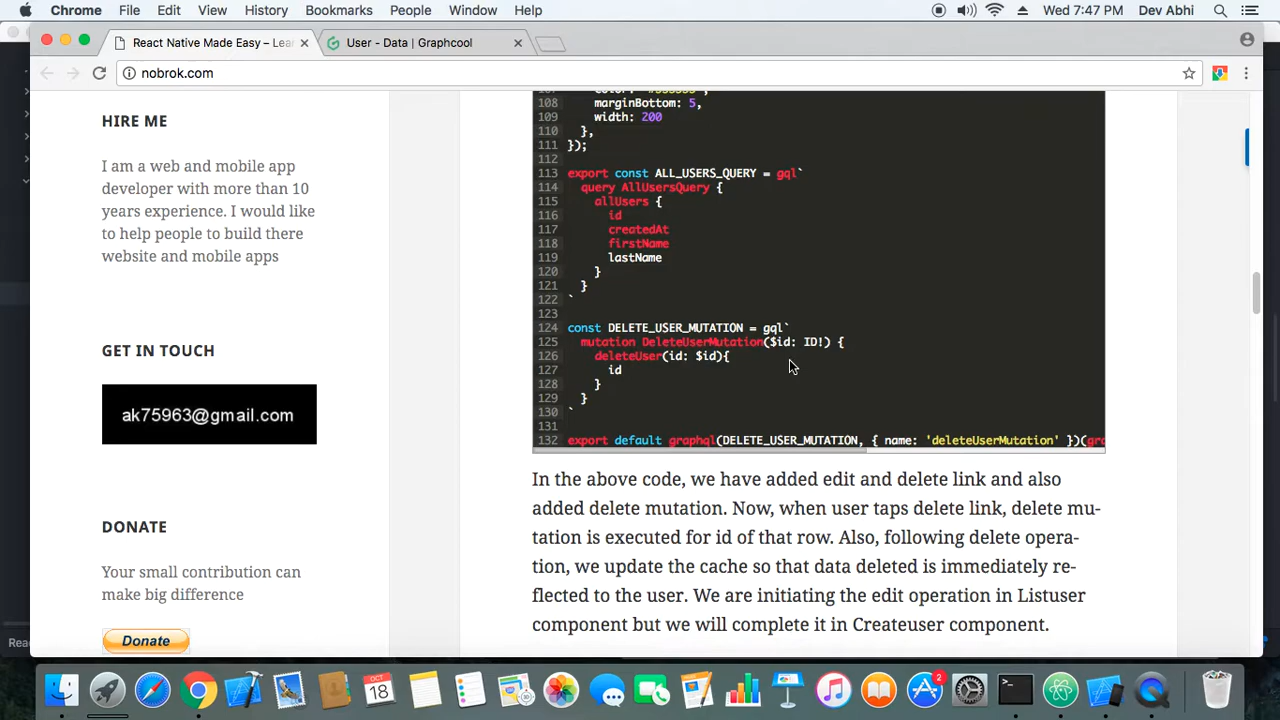 Chrome File Edit View History Bookmarks People Window Help Wed 7:47 PM Dev Abhi
React Native Made Easy – Lea User - Data | Graphcool
nobrok.com
HIRE ME
I am a web and mobile app
developer with more than 10
years experience. I would like
to help people to build there
website and mobile apps
GET IN TOUCH
ak75963@gmail.com
DONATE
Your small contribution can
make big difference
Donate
108 marginBottom: 5,
109 width: 200
110 },
111 });
112
113 export const ALL_USERS_QUERY = gql`
114 query AllUsersQuery {
115 allUsers {
116 id
117 createdAt
118 firstName
119 lastName
120 }
121 }
122 `
123
124 const DELETE_USER_MUTATION = gql`
125 mutation DeleteUserMutation($id: ID!) {
126 deleteUser(id: $id){
127 id
128 }
129 }
130 `
131
132 export default graphql(DELETE_USER_MUTATION, { name: 'deleteUserMutation' })(gra
In the above code, we have added edit and delete link and also
added delete mutation. Now, when user taps delete link, delete mu-
tation is executed for id of that row. Also, following delete opera-
tion, we update the cache so that data deleted is immediately re-
flected to the user. We are initiating the edit operation in Listuser
component but we will complete it in Createuser component.
Rea
OCT
18
2